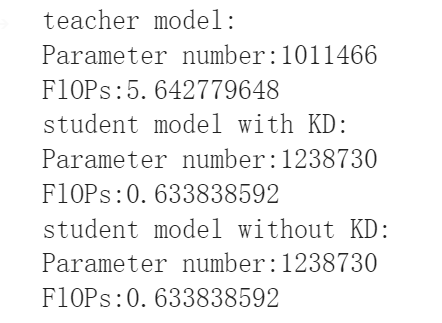 teacher model:
Parameter number:1011466
FlOPs:5.642779648
student model with KD:
Parameter number:1238730
FlOPs:0.633838592
student model without KD:
Parameter number:1238730
FlOPs:0.633838592